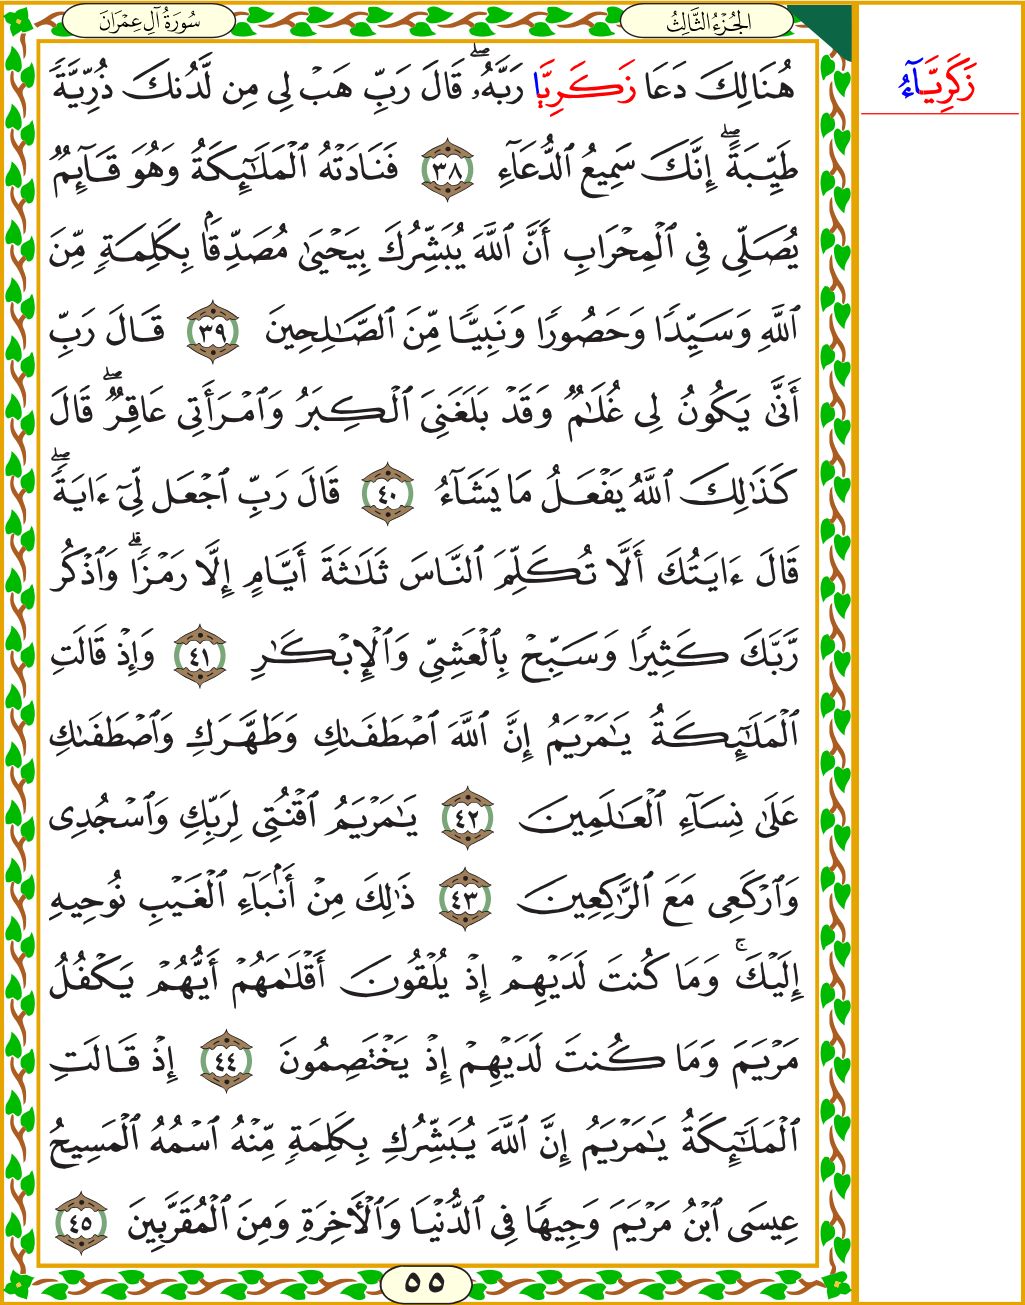 سُورَةُ آلِ عِمْرَانَ
الجُزْءُ الثَّالِثُ
زَكَرِيَّآءُ
هُنَالِكَ دَعَا زَكَرِيَّا رَبَّهُۥۖ قَالَ رَبِّ هَبْ لِى مِن لَّدُنكَ ذُرِّيَّةً
طَيِّبَةًۖ إِنَّكَ سَمِيعُ ٱلدُّعَآءِ ٣٨ فَنَادَتْهُ ٱلْمَلَٰٓئِكَةُ وَهُوَ قَآئِمٌ
يُصَلِّى فِى ٱلْمِحْرَابِ أَنَّ ٱللَّهَ يُبَشِّرُكَ بِيَحْيَىٰ مُصَدِّقَۢا بِكَلِمَةٍ مِّنَ
ٱللَّهِ وَسَيِّدًا وَحَصُورًا وَنَبِيًّا مِّنَ ٱلصَّٰلِحِينَ ٣٩ قَالَ رَبِّ
أَنَّىٰ يَكُونُ لِى غُلَٰمٌ وَقَدْ بَلَغَنِىَ ٱلْكِبَرُ وَٱمْرَأَتِى عَاقِرٌۖ قَالَ
كَذَٰلِكَ ٱللَّهُ يَفْعَلُ مَا يَشَآءُ ٤٠ قَالَ رَبِّ ٱجْعَل لِّىٓ ءَايَةًۖ
قَالَ ءَايَتُكَ أَلَّا تُكَلِّمَ ٱلنَّاسَ ثَلَٰثَةَ أَيَّامٍ إِلَّا رَمْزًاۗ وَٱذْكُر
رَّبَّكَ كَثِيرًا وَسَبِّحْ بِٱلْعَشِىِّ وَٱلْإِبْكَٰرِ ٤١ وَإِذْ قَالَتِ
ٱلْمَلَٰٓئِكَةُ يَٰمَرْيَمُ إِنَّ ٱللَّهَ ٱصْطَفَىٰكِ وَطَهَّرَكِ وَٱصْطَفَىٰكِ
عَلَىٰ نِسَآءِ ٱلْعَٰلَمِينَ ٤٢ يَٰمَرْيَمُ ٱقْنُتِى لِرَبِّكِ وَٱسْجُدِى
وَٱرْكَعِى مَعَ ٱلرَّٰكِعِينَ ٤٣ ذَٰلِكَ مِنْ أَنۢبَآءِ ٱلْغَيْبِ نُوحِيهِ
إِلَيْكَۚ وَمَا كُنتَ لَدَيْهِمْ إِذْ يُلْقُونَ أَقْلَٰمَهُمْ أَيُّهُمْ يَكْفُلُ
مَرْيَمَ وَمَا كُنتَ لَدَيْهِمْ إِذْ يَخْتَصِمُونَ ٤٤ إِذْ قَالَتِ
ٱلْمَلَٰٓئِكَةُ يَٰمَرْيَمُ إِنَّ ٱللَّهَ يُبَشِّرُكِ بِكَلِمَةٍ مِّنْهُ ٱسْمُهُ ٱلْمَسِيحُ
عِيسَى ٱبْنُ مَرْيَمَ وَجِيهًا فِى ٱلدُّنْيَا وَٱلْأَخِرَةِ وَمِنَ ٱلْمُقَرَّبِينَ ٤٥
٥٥